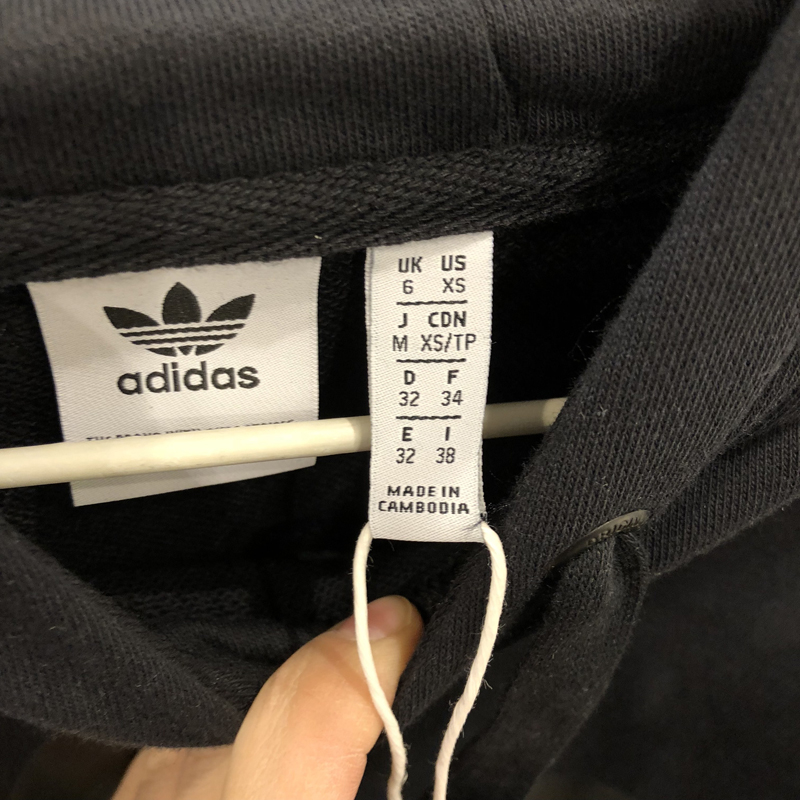 adidas
UK US
6 XS
J CDN
M XS/TP
D F
32 34
E I
32 38
MADE IN
CAMBODIA